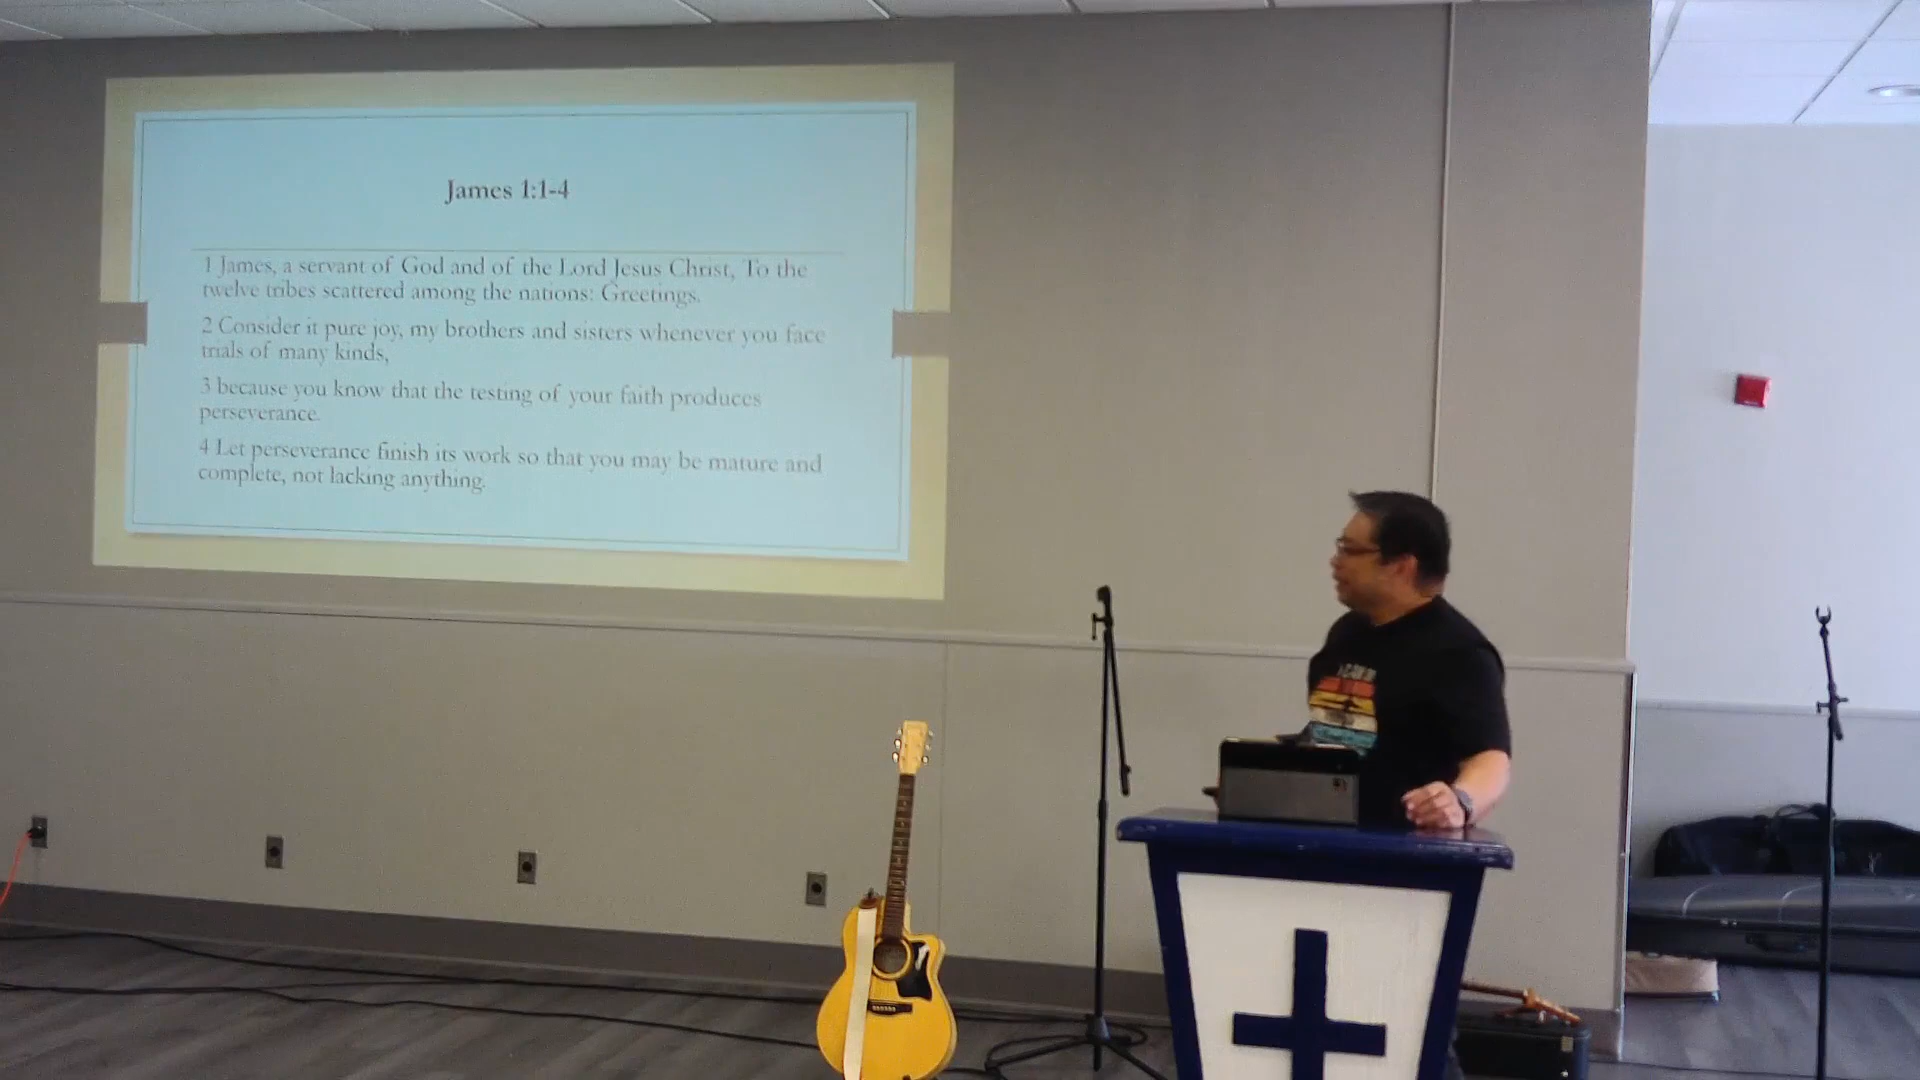 James 1:1-4
1 James, a servant of God and of the Lord Jesus Christ, To the
twelve tribes scattered among the nations: Greetings.
2 Consider it pure joy, my brothers and sisters whenever you face
trials of many kinds,
3 because you know that the testing of your faith produces
perseverance.
4 Let perseverance finish its work so that you may be mature and
complete, not lacking anything.